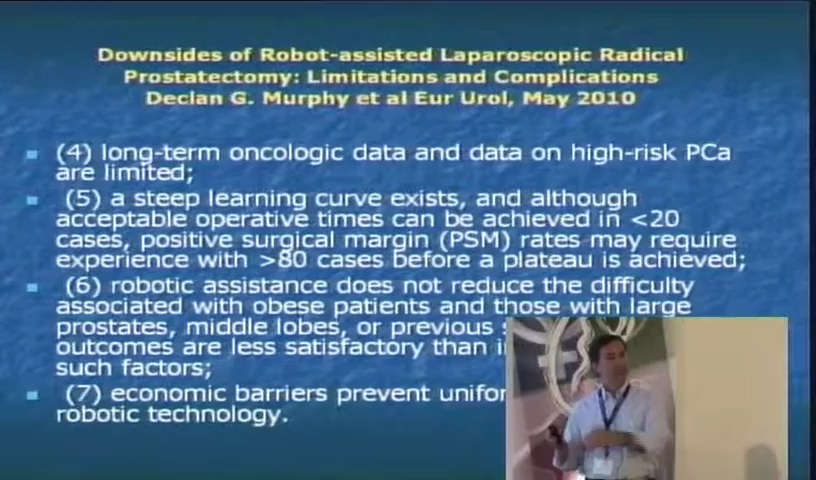 Downsides of Robot-assisted Laparoscopic Radical
Prostatectomy: Limitations and Complications
Declan G. Murphy et al Eur Urol, May 2010
(4) long-term oncologic data and data on high-risk PCa
are limited;
(5) a steep learning curve exists, and although
acceptable operative times can be achieved in <20
cases, positive surgical margin (PSM) rates may require
experience with >80 cases before a plateau is achieved;
(6) robotic assistance does not reduce the difficulty
associated with obese patients and those with large
prostates, middle lobes, or previous
outcomes are less satisfactory than
such factors;
(7) economic barriers prevent
robotic technology.